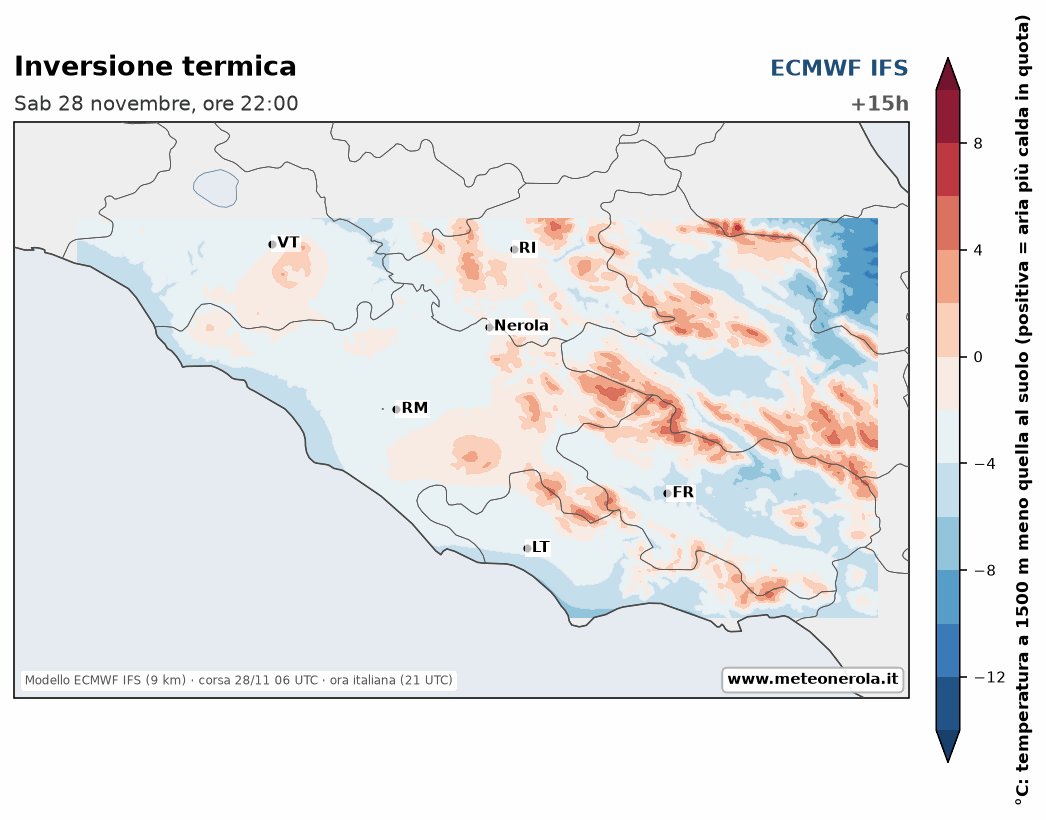 Inversione termica
ECMWF IFS
Sab 28 novembre, ore 22:00
+15h
VT
RI
Nerola
RM
FR
LT
Modello ECMWF IFS (9 km) · corsa 28/11 06 UTC · ora italiana (21 UTC)
www.meteonerola.it
8
4
0
−4
−8
−12
°C: temperatura a 1500 m meno quella al suolo (positiva = aria più calda in quota)